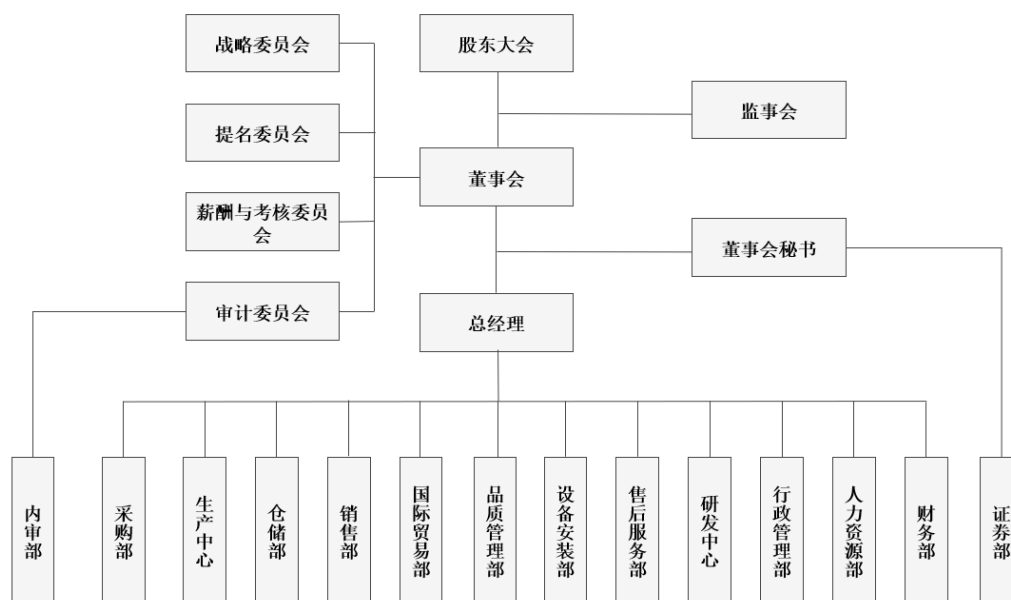 战略委员会
股东大会
监事会
提名委员会
董事会
薪酬与考核委员
会
董事会秘书
审计委员会
总经理
内审部
采购部
生产中心
仓储部
销售部
国际贸易部
品质管理部
设备安装部
售后服务部
研发中心
行政管理部
人力资源部
财务部
证券部